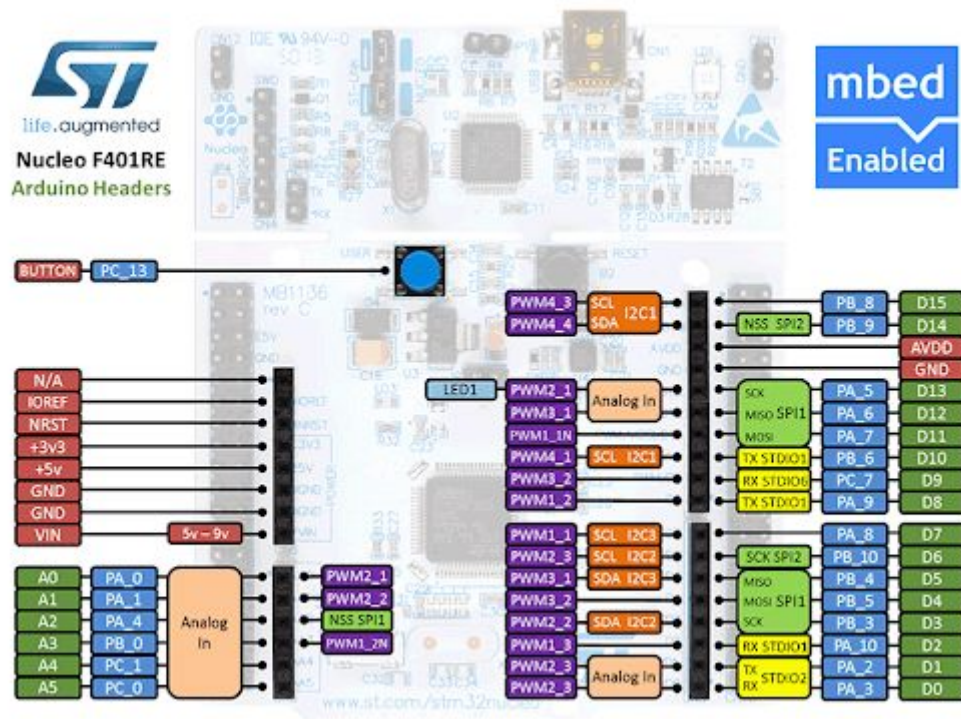 life.augmented
Nucleo F401RE
Arduino Headers
mbed
Enabled
BUTTON PC_13
USER
RESET
MB1136
rev C
PWM4_3 SCL I2C1 PB_8 D15
PWM4_4 SDA NSS SPI2 PB_9 D14
AVDD AVDD
GND GND
LED1 PWM2_1 Analog In SCK SPI1 PA_5 D13
PWM3_1 MISO PA_6 D12
PWM1_1N MOSI PA_7 D11
PWM4_1 SCL I2C1 TX STDIO1 PB_6 D10
PWM3_2 RX STDIO6 PC_7 D9
PWM1_2 TX STDIO1 PA_9 D8
N/A
IOREF
NRST NRST
+3v3
+5v
GND
GND
VIN 5v – 9v
PWM1_1 SCL I2C3 PA_8 D7
PWM2_3 SCL I2C2 SCK SPI2 PB_10 D6
PWM3_1 SDA I2C3 MISO SPI1 PB_4 D5
PWM3_2 MOSI PB_5 D4
PWM2_2 SDA I2C2 SCK PB_3 D3
PWM1_3 RX STDIO1 PA_10 D2
PWM2_3 Analog In TX STDIO2 PA_2 D1
PWM2_3 RX PA_3 D0
A0 PA_0 Analog In PWM2_1
A1 PA_1 PWM2_2
A2 PA_4 NSS SPI1
A3 PB_0 PWM1_2N
A4 PC_1
A5 PC_0
www.st.com/stm32nucleo